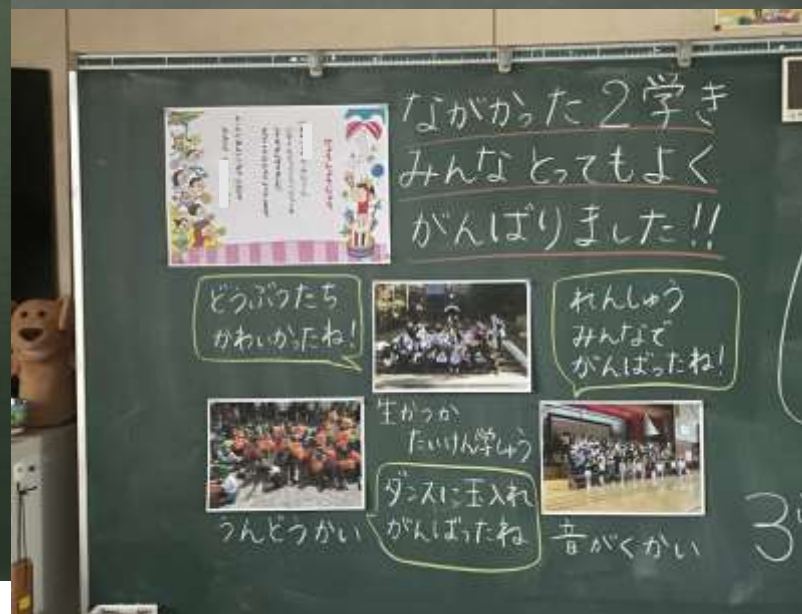 ながかった2学き
みんなとってもよく
がんばりました!!
どうぶつたち
かわいかったね!
れんしゅう
みんなで
がんばったね!
生かつか
たいけん学しゅう
ダンスに玉入れ
がんばったね
うんどうかい
音がくかい
3